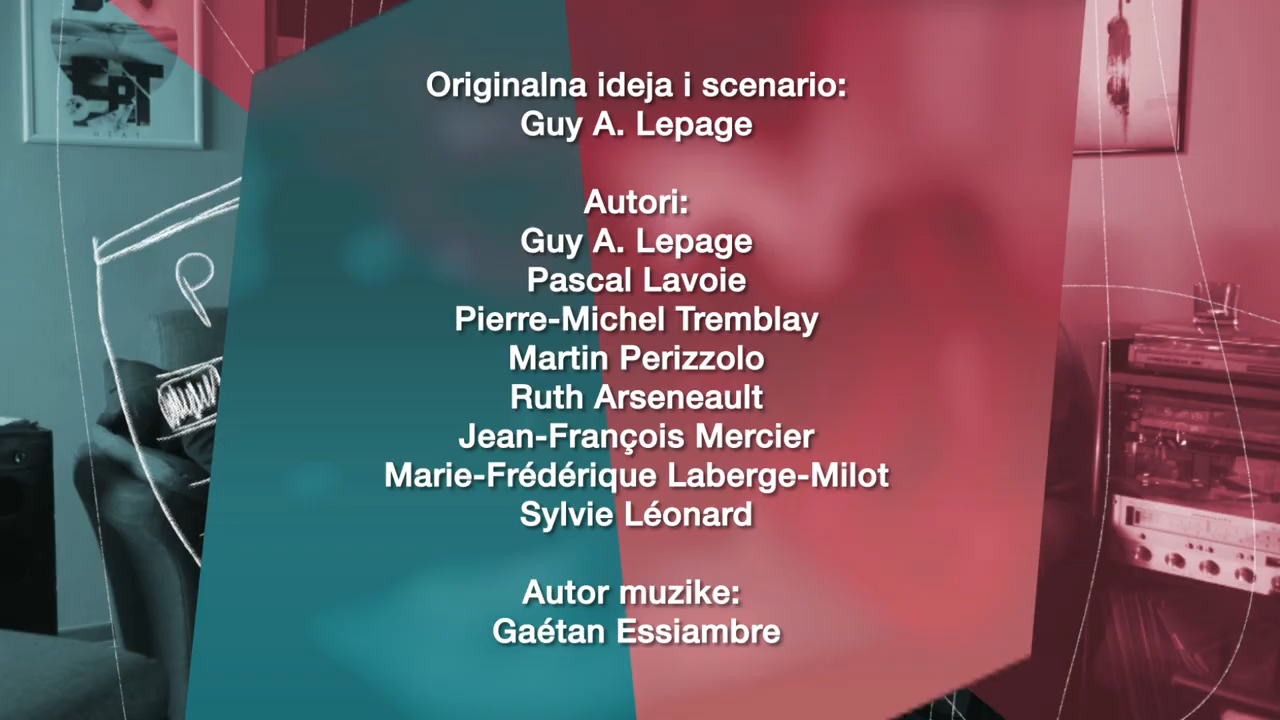 Originalna ideja i scenario:
Guy A. Lepage
Autori:
Guy A. Lepage
Pascal Lavoie
Pierre-Michel Tremblay
Martin Perizzolo
Ruth Arseneault
Jean-François Mercier
Marie-Frédérique Laberge-Milot
Sylvie Léonard
Autor muzike:
Gaétan Essiambre